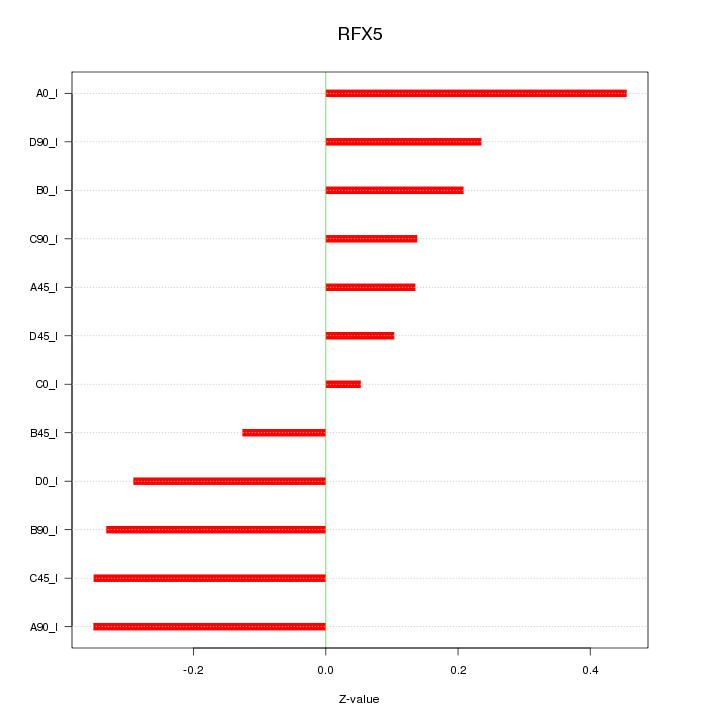 RFX5
A0_I
D90_I
B0_I
C90_I
A45_I
D45_I
C0_I
B45_I
D0_I
B90_I
C45_I
A90_I
-0.2 0.0 0.2 0.4
Z-value